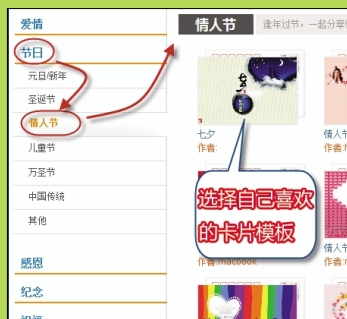 爱情
节日
元旦/新年
圣诞节
情人节
儿童节
万圣节
中国传统
其他
感恩
纪念
情人节
逢年过节，一起分享
七夕
作者:
情人节
作者:
选择自己喜欢
的卡片模板
作者:macbook